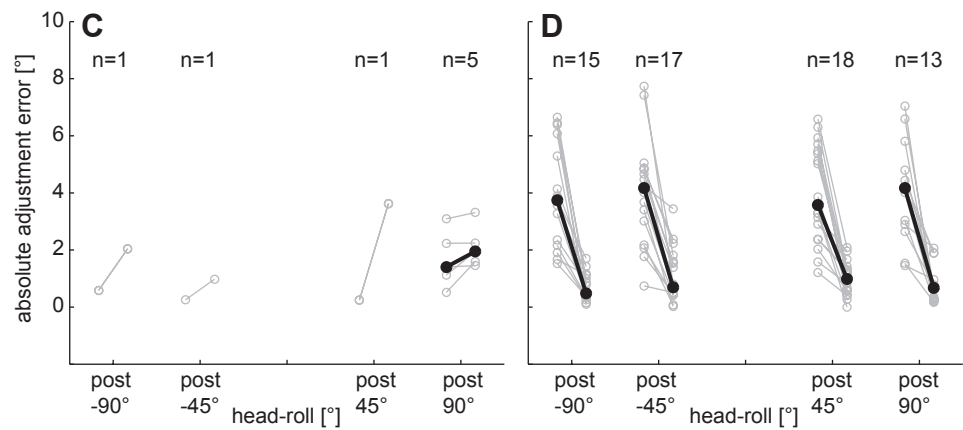 C
D
10
8
6
4
2
0
absolute adjustment error [°]
n=1 n=1 n=1 n=5
n=15 n=17 n=18 n=13
post post post post
-90° -45° 45° 90°
head-roll [°]
post post post post
-90° -45° 45° 90°
head-roll [°]